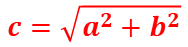 c = √(a² + b²)